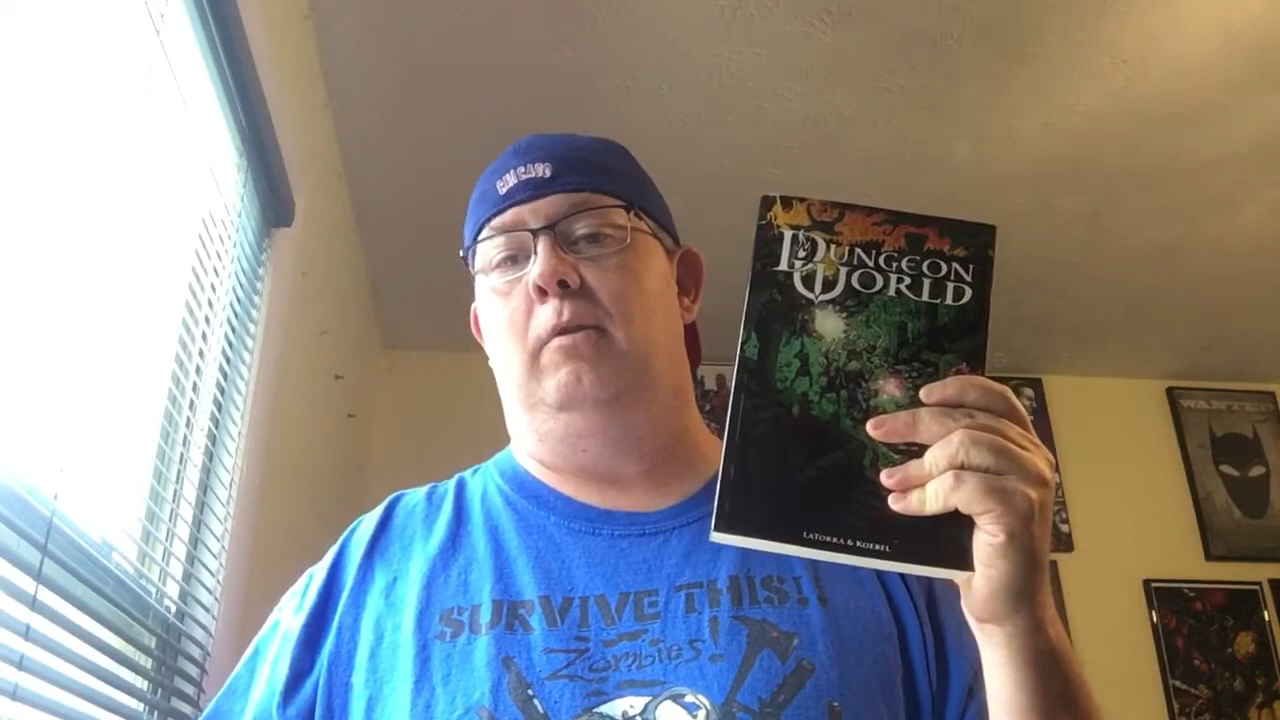 CHICAGO
DUNGEON
WORLD
LATORRA & KOEBEL
SURVIVE THIS!!
Zombies!
WANTED